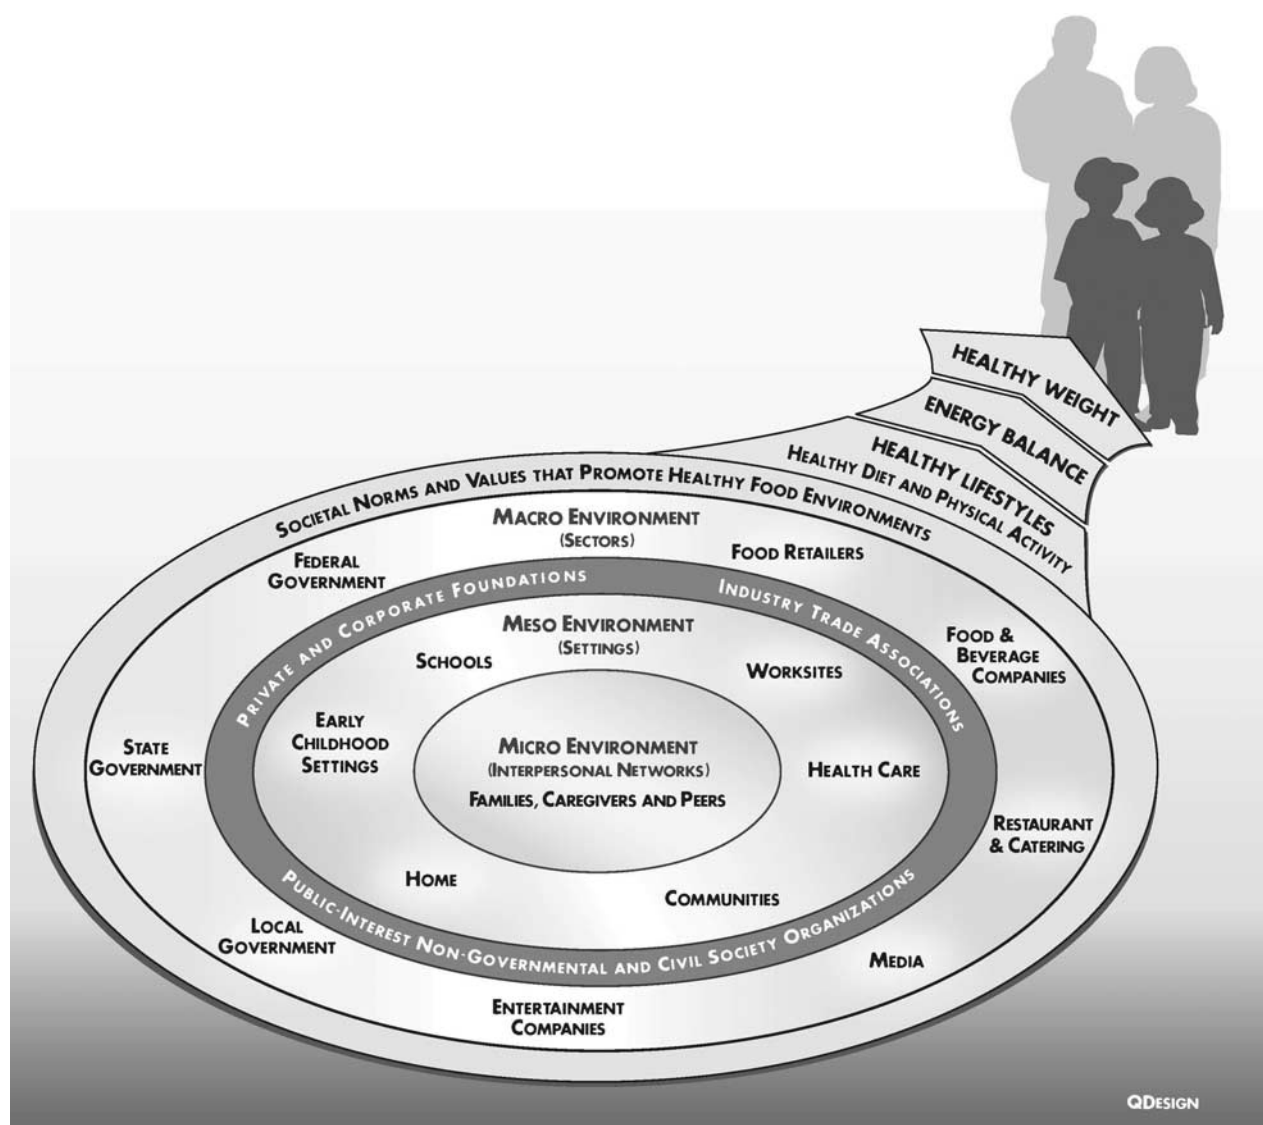 HEALTHY WEIGHT
ENERGY BALANCE
HEALTHY LIFESTYLES
HEALTHY DIET AND PHYSICAL ACTIVITY
SOCIETAL NORMS AND VALUES THAT PROMOTE HEALTHY FOOD ENVIRONMENTS
MACRO ENVIRONMENT
(SECTORS)
FEDERAL
GOVERNMENT
FOOD RETAILERS
PRIVATE AND CORPORATE FOUNDATIONS
INDUSTRY TRADE ASSOCIATIONS
MESO ENVIRONMENT
(SETTINGS)
FOOD &
BEVERAGE
COMPANIES
SCHOOLS
WORKSITES
EARLY
CHILDHOOD
SETTINGS
STATE
GOVERNMENT
MICRO ENVIRONMENT
(INTERPERSONAL NETWORKS)
FAMILIES, CAREGIVERS AND PEERS
HEALTH CARE
RESTAURANT
& CATERING
HOME
COMMUNITIES
PUBLIC-INTEREST NON-GOVERNMENTAL AND CIVIL SOCIETY ORGANIZATIONS
LOCAL
GOVERNMENT
MEDIA
ENTERTAINMENT
COMPANIES
QDESIGN